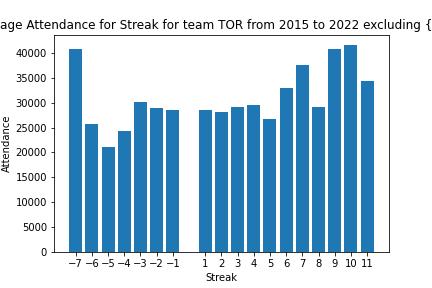 age Attendance for Streak for team TOR from 2015 to 2022 excluding {
40000
35000
30000
25000
20000
15000
10000
5000
0
Attendance
−7 −6 −5 −4 −3 −2 −1 1 2 3 4 5 6 7 8 9 10 11
Streak